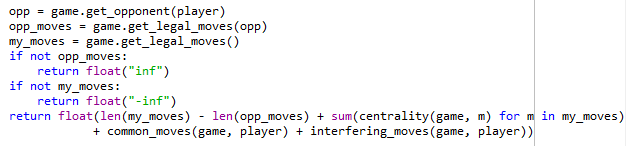 opp = game.get_opponent(player)
opp_moves = game.get_legal_moves(opp)
my_moves = game.get_legal_moves()
if not opp_moves:
    return float("inf")
if not my_moves:
    return float("-inf")
return float(len(my_moves) - len(opp_moves) + sum(centrality(game, m) for m in my_moves)
            + common_moves(game, player) + interfering_moves(game, player))